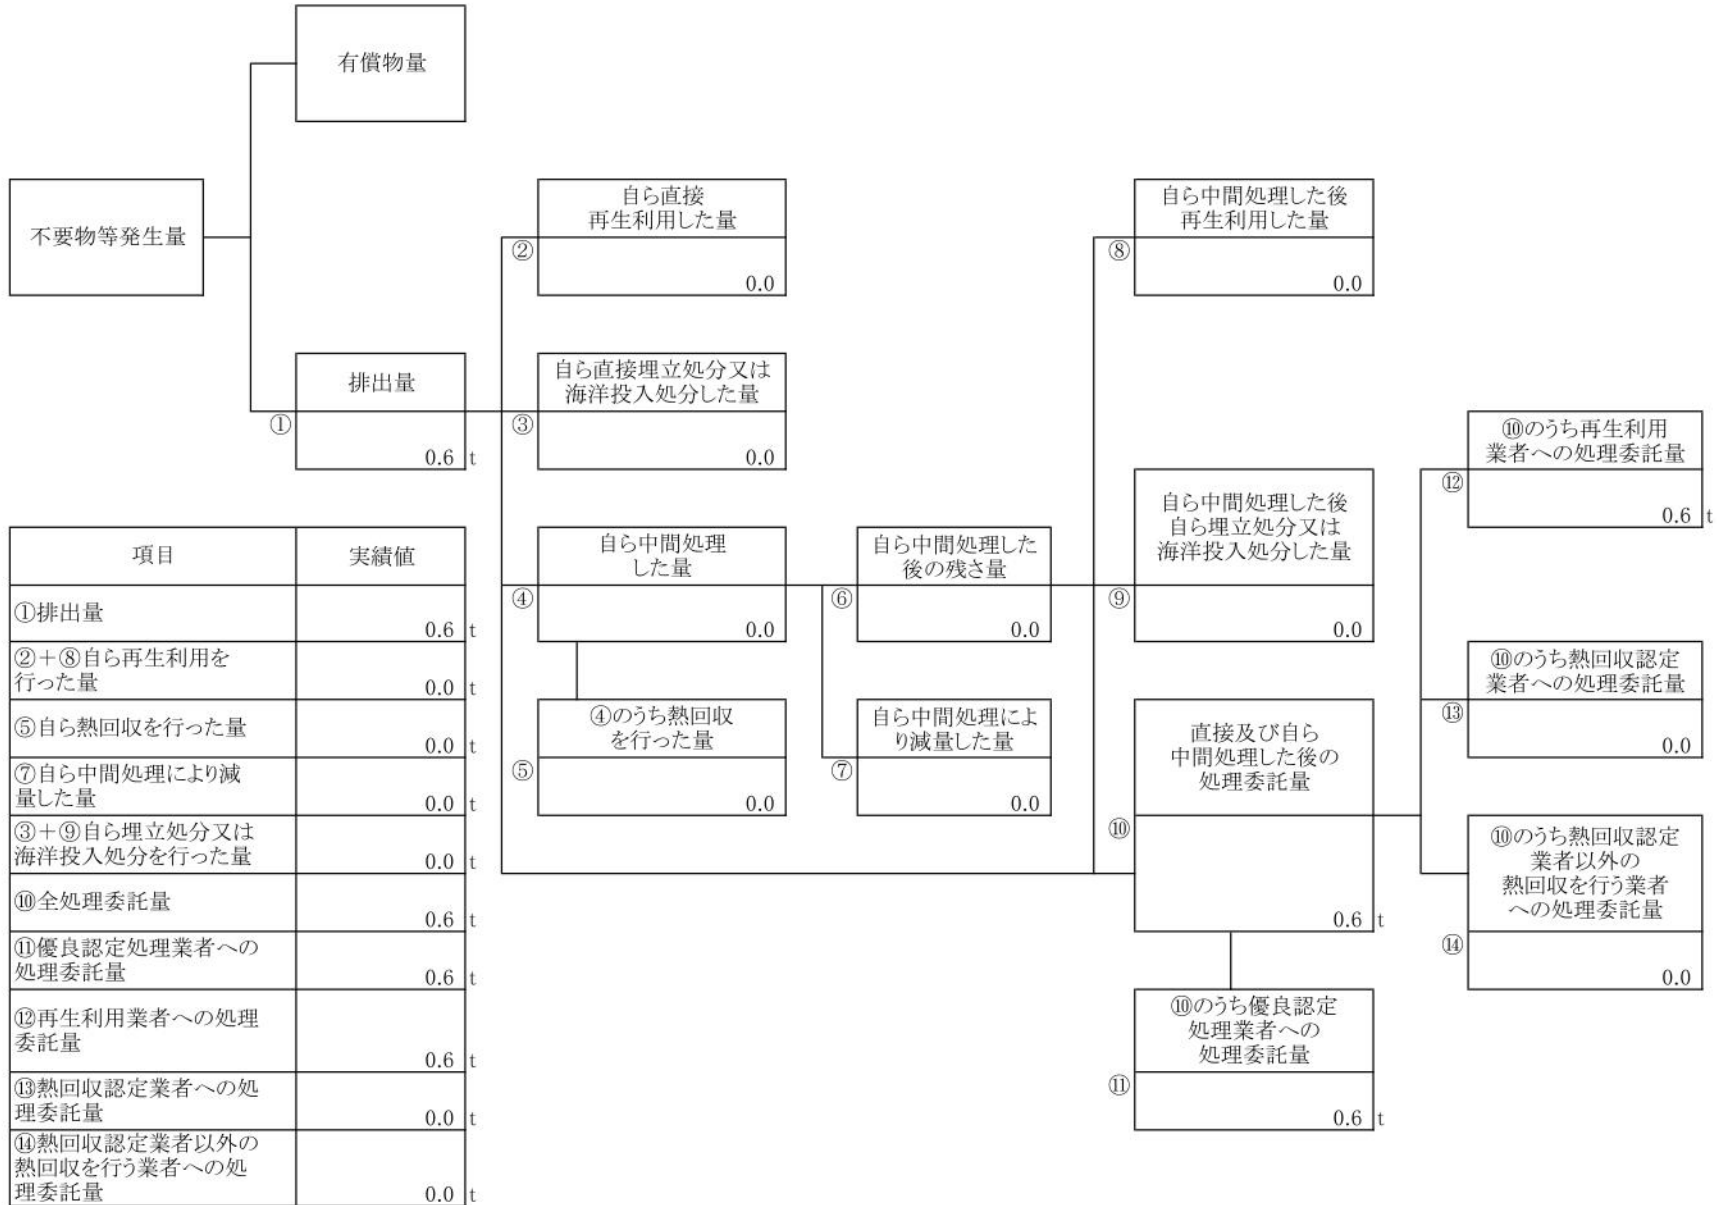 有償物量
不要物等発生量
自ら直接
再生利用した量
②
0.0
自ら中間処理した後
再生利用した量
⑧
0.0
排出量
①
0.6 t
自ら直接埋立処分又は
海洋投入処分した量
③
0.0
⑩のうち再生利用
業者への処理委託量
⑫
0.6 t
自ら中間処理
した量
④
0.0
自ら中間処理した
後の残さ量
⑥
0.0
自ら中間処理した後
自ら埋立処分又は
海洋投入処分した量
⑨
0.0
⑩のうち熱回収認定
業者への処理委託量
⑬
0.0
④のうち熱回収
を行った量
⑤
0.0
自ら中間処理によ
り減量した量
⑦
0.0
直接及び自ら
中間処理した後の
処理委託量
⑩
0.6 t
⑩のうち熱回収認定
業者以外の
熱回収を行う業者
への処理委託量
⑭
0.0
⑩のうち優良認定
処理業者への
処理委託量
⑪
0.6 t
項目 実績値
①排出量
0.6 t
②+⑧自ら再生利用を
行った量
0.0 t
⑤自ら熱回収を行った量
0.0 t
⑦自ら中間処理により減
量した量
0.0 t
③+⑨自ら埋立処分又は
海洋投入処分を行った量
0.0 t
⑩全処理委託量
0.6 t
⑪優良認定処理業者への
処理委託量
0.6 t
⑫再生利用業者への処理
委託量
0.6 t
⑬熱回収認定業者への処
理委託量
0.0 t
⑭熱回収認定業者以外の
熱回収を行う業者への処
理委託量
0.0 t